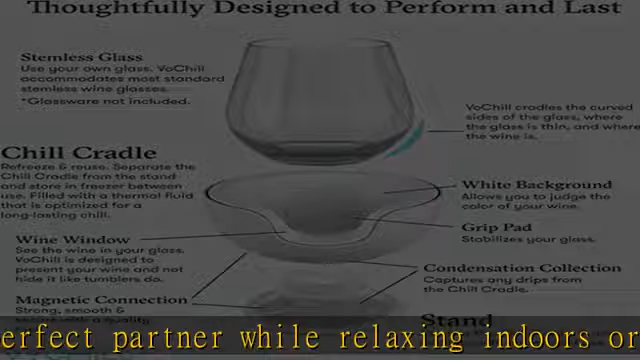 Thoughtfully Designed to Perform and Last
Stemless Glass
Use your own glass. VoChill
accommodates most standard
stemless wine glasses.
*Glassware not included.
VoChill cradles the curved
sides of the glass, where
the glass is thin, and where
the wine is.
Chill Cradle
Refreeze & reuse. Separate the
Chill Cradle from the stand
and store in freezer between
use. Filled with a thermal fluid
that is optimized for a
long-lasting chill.
White Background
Allows you to judge the
color of your wine.
Grip Pad
Stabilizes your glass.
Wine Window
See the wine in your glass.
VoChill is designed to
present your wine and not
hide it like tumblers do.
Condensation Collection
Captures any drips from
the Chill Cradle.
Magnetic Connection
Strong, smooth &
Stand
erfect partner while relaxing indoors or